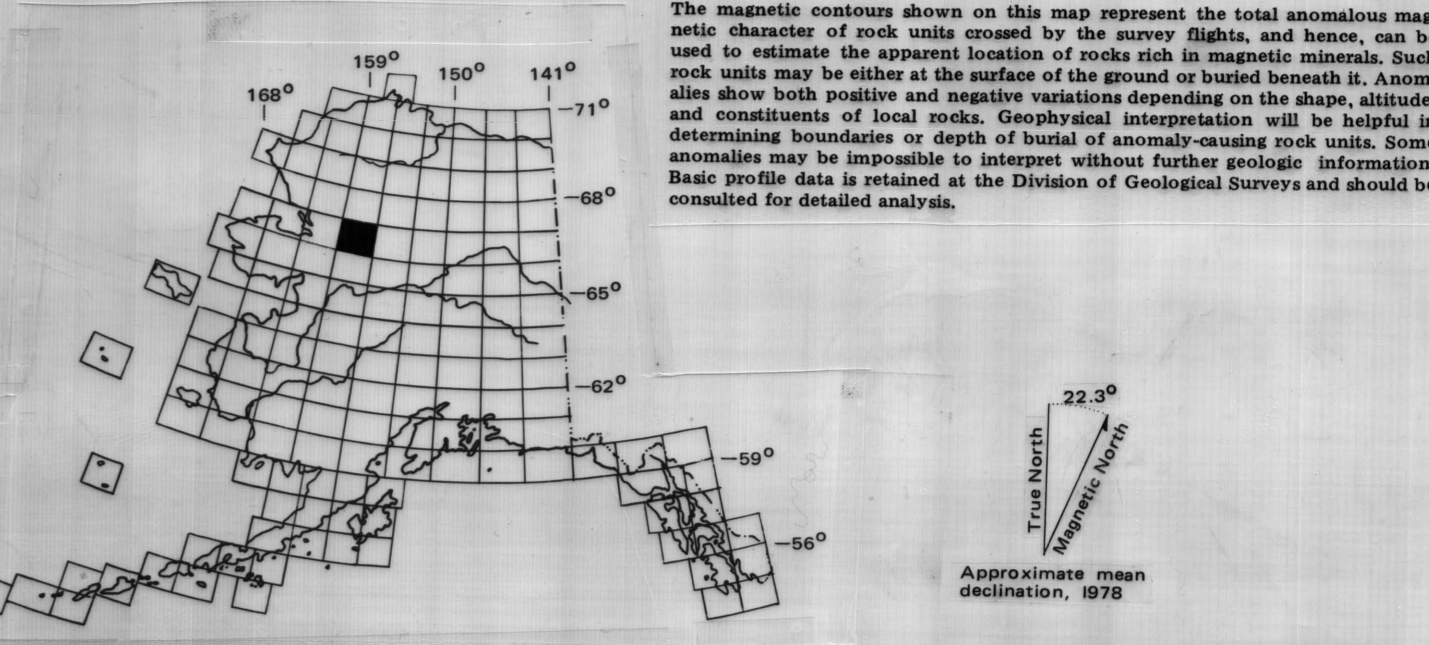 The magnetic contours shown on this map represent the total anomalous mag
netic character of rock units crossed by the survey flights, and hence, can b
used to estimate the apparent location of rocks rich in magnetic minerals. Suc
rock units may be either at the surface of the ground or buried beneath it. Anom
alies show both positive and negative variations depending on the shape, altitude
and constituents of local rocks. Geophysical interpretation will be helpful i
determining boundaries or depth of burial of anomaly-causing rock units. Som
anomalies may be impossible to interpret without further geologic information
Basic profile data is retained at the Division of Geological Surveys and should b
consulted for detailed analysis.
168° 159° 150° 141°
71°
68°
65°
62°
59°
56°
22.3°
True North
Magnetic North
Approximate mean
declination, 1978